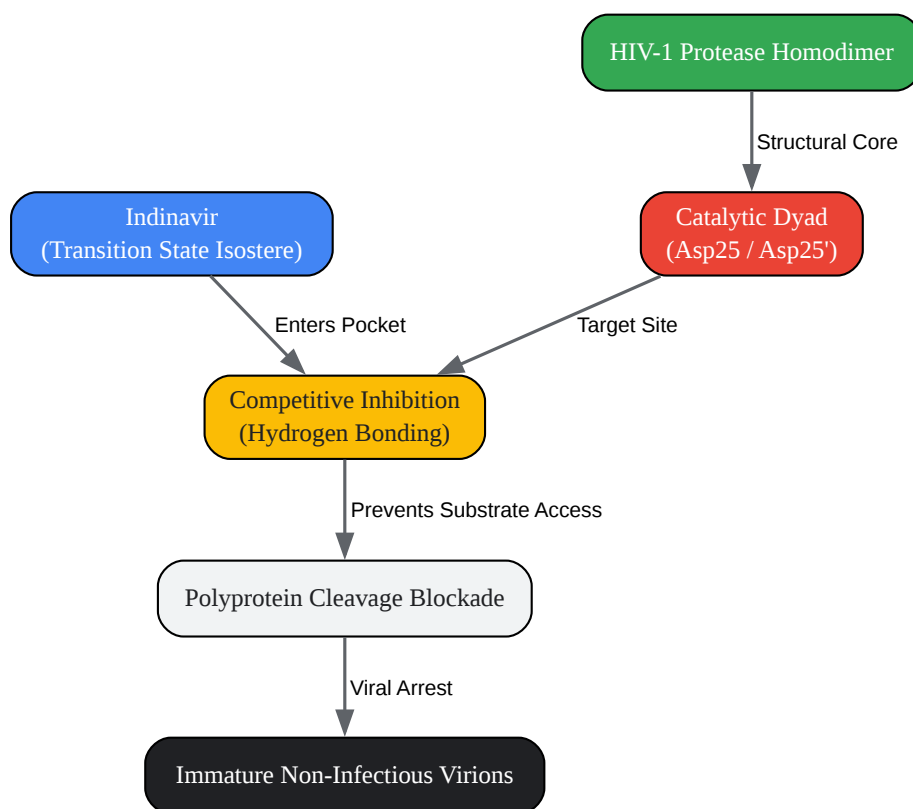 HIV-1 Protease Homodimer
Structural Core
Indinavir
(Transition State Isostere)
Catalytic Dyad
(Asp25 / Asp25')
Enters Pocket
Target Site
Competitive Inhibition
(Hydrogen Bonding)
Prevents Substrate Access
Polyprotein Cleavage Blockade
Viral Arrest
Immature Non-Infectious Virions